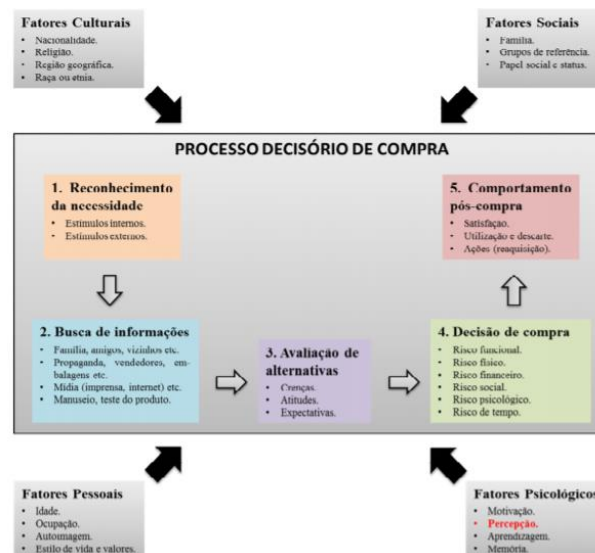 Fatores Culturais
• Nacionalidade.
• Religião.
• Região geográfica.
• Raça ou etnia.
Fatores Sociais
• Família.
• Grupos de referência.
• Papel social e status.
PROCESSO DECISÓRIO DE COMPRA
1. Reconhecimento
da necessidade
• Estímulos internos.
• Estímulos externos.
5. Comportamento
pós-compra
• Satisfação.
• Utilização e descarte.
• Ações (reaquisição).
2. Busca de informações
• Família, amigos, vizinhos etc.
• Propaganda, vendedores, em-
balagens etc.
• Mídia (imprensa, internet) etc.
• Manuseio, teste do produto.
3. Avaliação de
alternativas
• Crenças.
• Atitudes.
• Expectativas.
4. Decisão de compra
• Risco funcional.
• Risco físico.
• Risco financeiro.
• Risco social.
• Risco psicológico.
• Risco de tempo.
Fatores Pessoais
• Idade.
• Ocupação.
• Autoimagem.
• Estilo de vida e valores.
Fatores Psicológicos
• Motivação.
• Percepção.
• Aprendizagem.
• Memória.